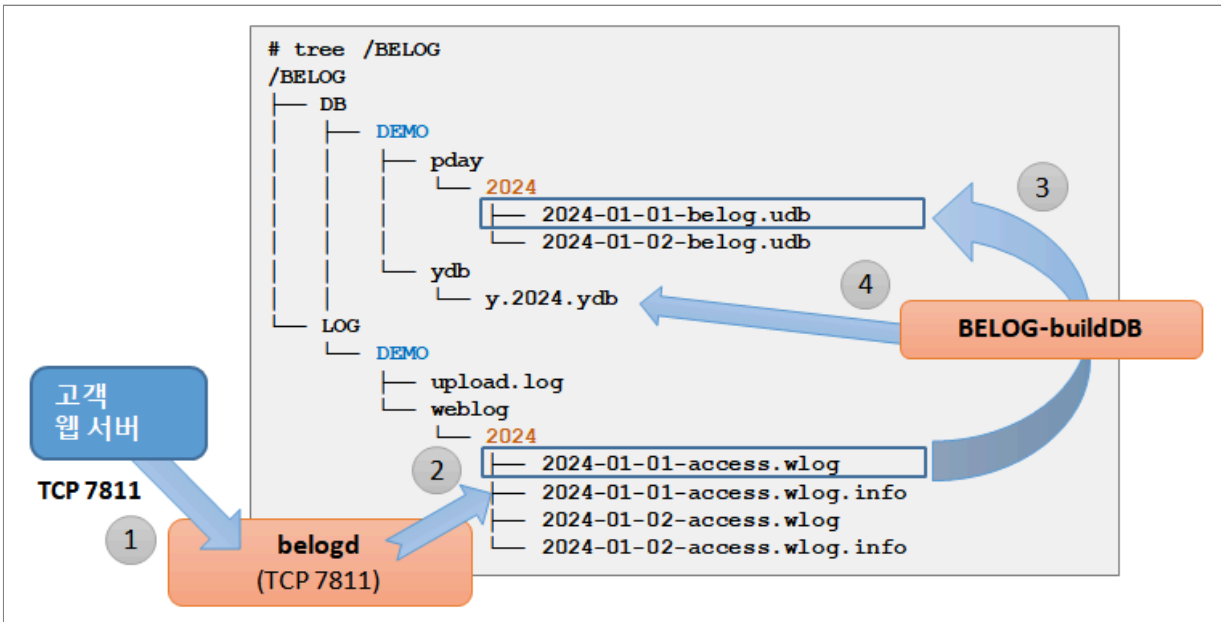 # tree /BELOG
/BELOG
├── DB
│   ├── DEMO
│   │   ├── pday
│   │   │   └── 2024
│   │   │       ├── 2024-01-01-belog.udb
│   │   │       └── 2024-01-02-belog.udb
│   │   └── ydb
│   │       └── y.2024.ydb
└── LOG
    └── DEMO
        ├── upload.log
        └── weblog
            └── 2024
                ├── 2024-01-01-access.wlog
                ├── 2024-01-01-access.wlog.info
                ├── 2024-01-02-access.wlog
                └── 2024-01-02-access.wlog.info
3
4
BELOG-buildDB
고객
웹 서버
TCP 7811
1
2
belogd
(TCP 7811)